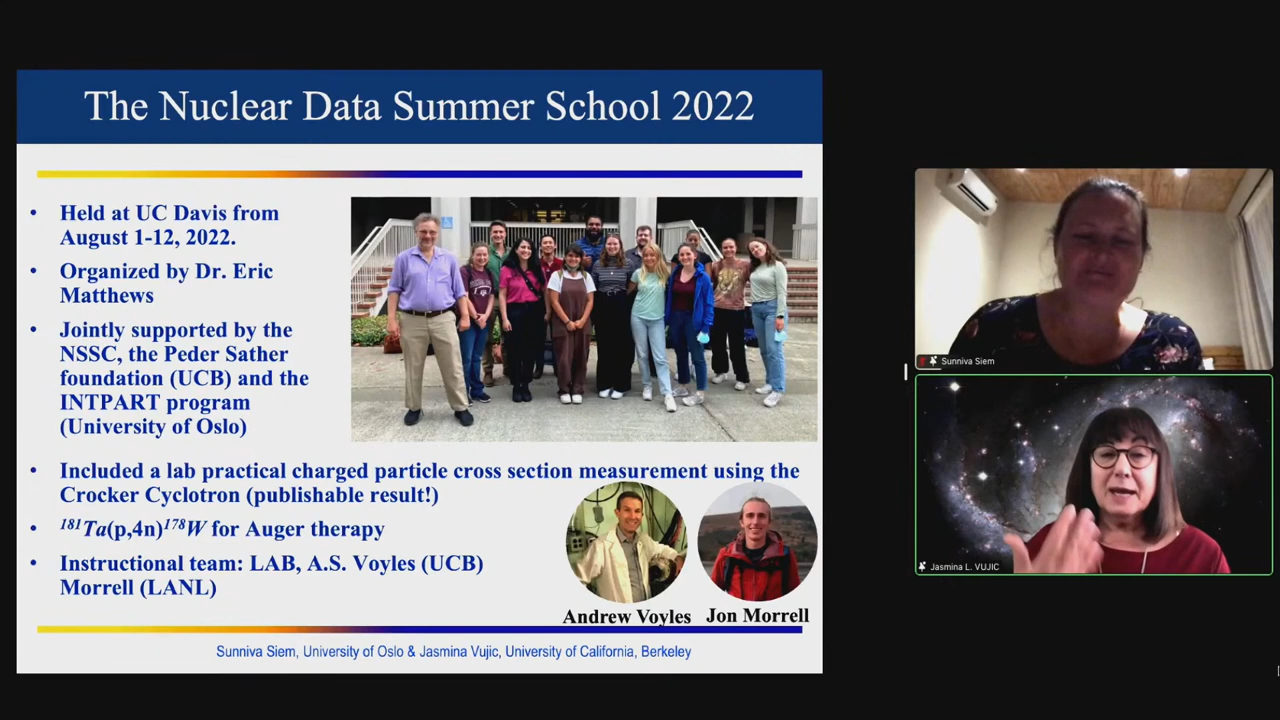 The Nuclear Data Summer School 2022
• Held at UC Davis from
August 1-12, 2022.
• Organized by Dr. Eric
Matthews
• Jointly supported by the
NSSC, the Peder Sather
foundation (UCB) and the
INTPART program
(University of Oslo)
• Included a lab practical charged particle cross section measurement using the
Crocker Cyclotron (publishable result!)
• ¹⁸¹Ta(p,4n)¹⁷⁸W for Auger therapy
• Instructional team: LAB, A.S. Voyles (UCB)
Morrell (LANL)
Andrew Voyles Jon Morrell
Sunniva Siem, University of Oslo & Jasmina Vujic, University of California, Berkeley
Sunniva Siem
Jasmina L. VUJIC